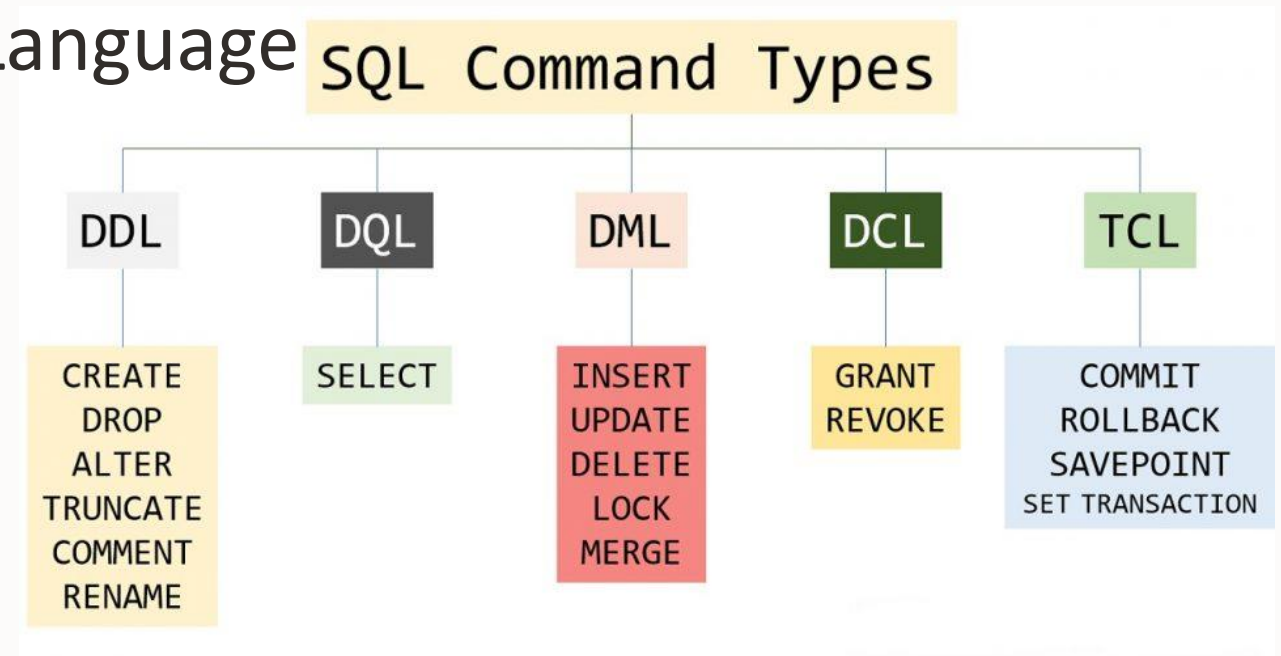 Language
SQL Command Types
DDL
DQL
DML
DCL
TCL
CREATE
DROP
ALTER
TRUNCATE
COMMENT
RENAME
SELECT
INSERT
UPDATE
DELETE
LOCK
MERGE
GRANT
REVOKE
COMMIT
ROLLBACK
SAVEPOINT
SET TRANSACTION